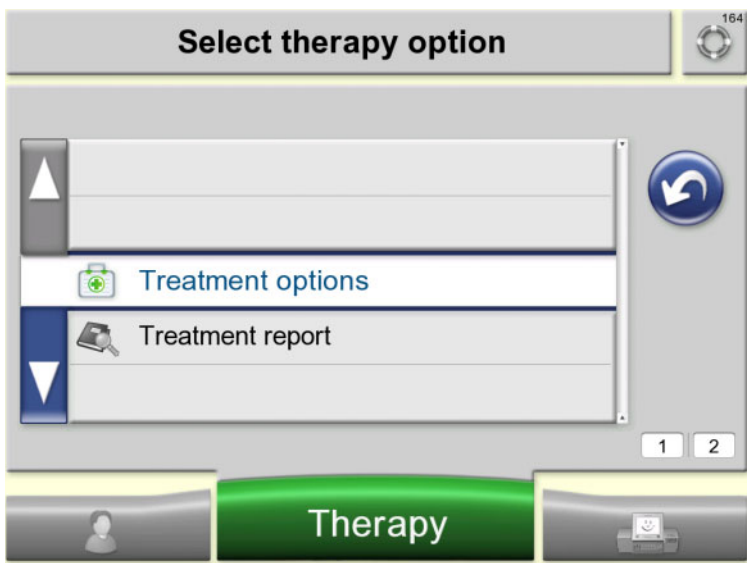 Select therapy option
164
Treatment options
Treatment report
1 2
Therapy